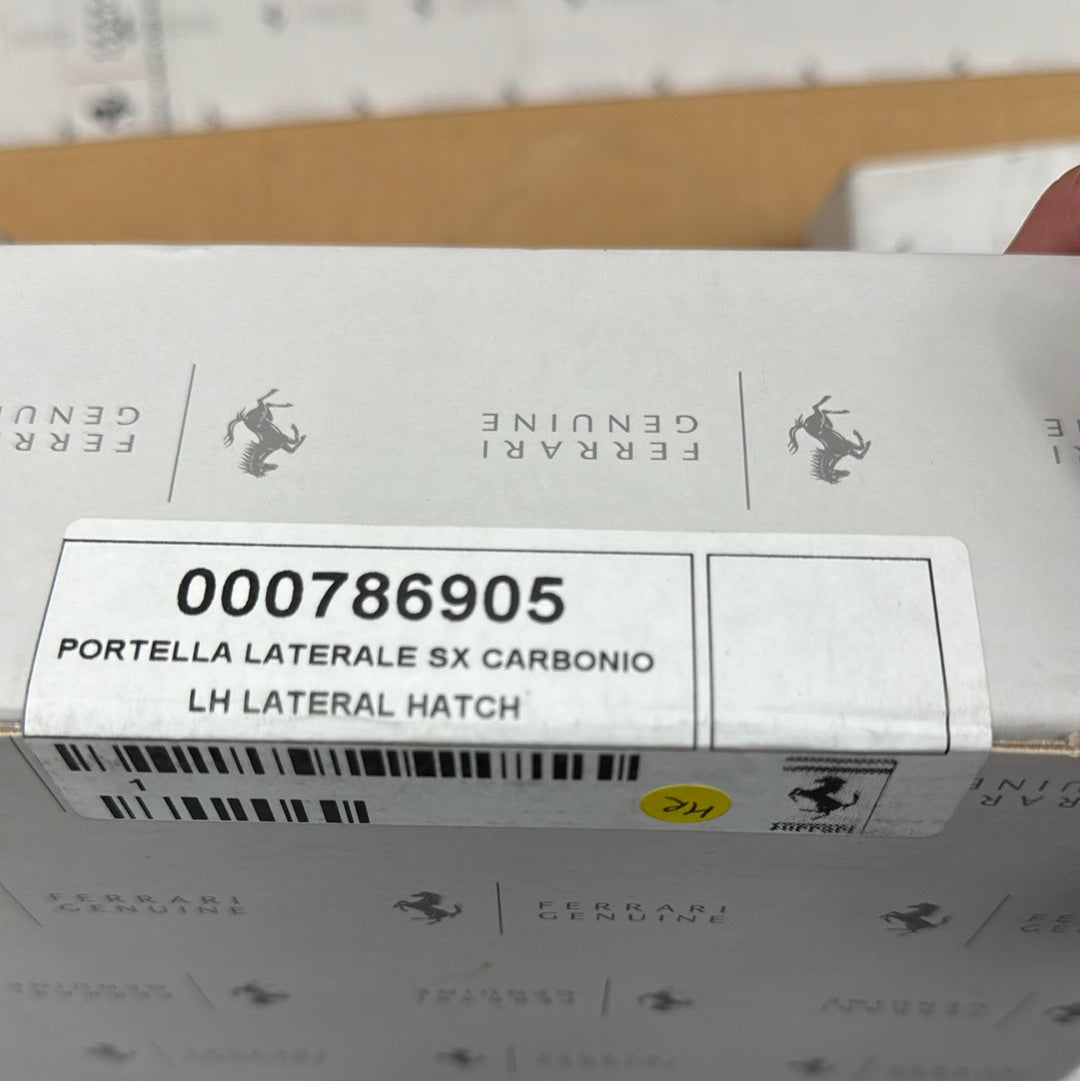 GENUINE
FERRARI
GENUINE
FERRARI
000786905
PORTELLA LATERALE SX CARBONIO
LH LATERAL HATCH
1
FERRARI
GENUINE
FERRARI
GENUINE